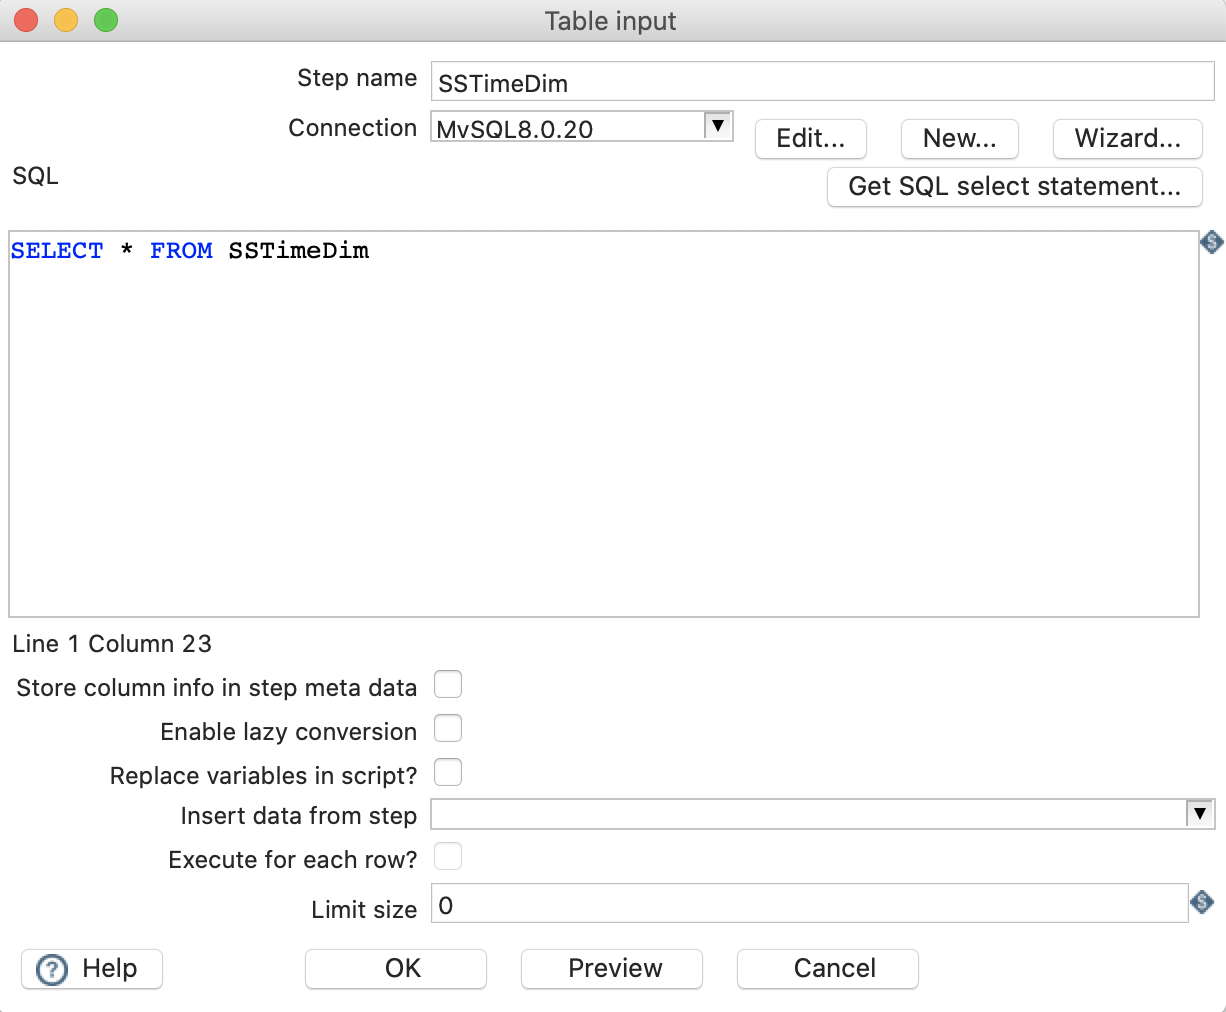 Table input
Step name SSTimeDim
Connection MySQL8.0.20 Edit... New... Wizard...
SQL
Get SQL select statement...
SELECT * FROM SSTimeDim
Line 1 Column 23
Store column info in step meta data
Enable lazy conversion
Replace variables in script?
Insert data from step
Execute for each row?
Limit size 0
Help OK Preview Cancel